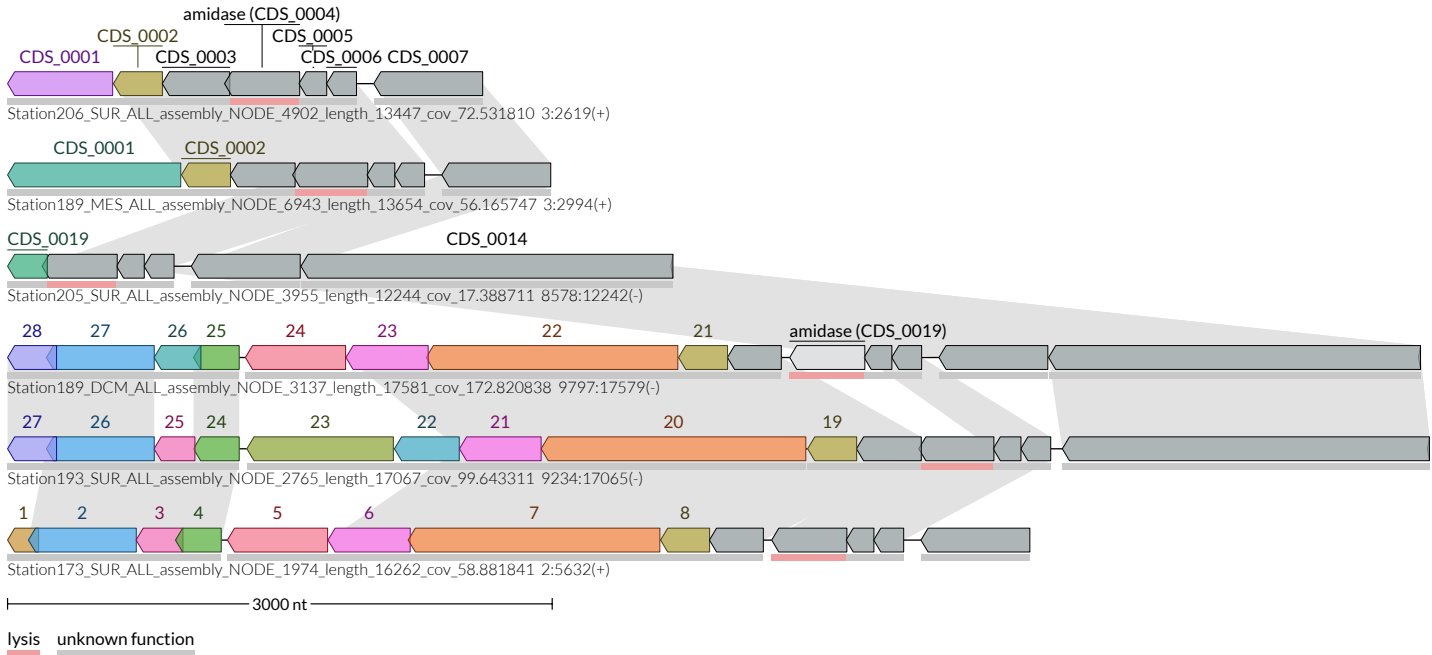 amidase (CDS_0004)
CDS_0002 CDS_0005
CDS_0001 CDS_0003 CDS_0006 CDS_0007
Station206_SUR_ALL_assembly_NODE_4902_length_13447_cov_72.531810 3:2619(+)
CDS_0001 CDS_0002
Station189_MES_ALL_assembly_NODE_6943_length_13654_cov_56.165747 3:2994(+)
CDS_0019 CDS_0014
Station205_SUR_ALL_assembly_NODE_3955_length_12244_cov_17.388711 8578:12242(-)
28 27 26 25 24 23 22 21 amidase (CDS_0019)
Station189_DCM_ALL_assembly_NODE_3137_length_17581_cov_172.820838 9797:17579(-)
27 26 25 24 23 22 21 20 19
Station193_SUR_ALL_assembly_NODE_2765_length_17067_cov_99.643311 9234:17065(-)
1 2 3 4 5 6 7 8
Station173_SUR_ALL_assembly_NODE_1974_length_16262_cov_58.881841 2:5632(+)
3000 nt
lysis unknown function